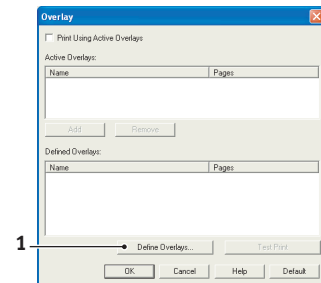 Overlay
Print Using Active Overlays
Active Overlays:
Name Pages
Add Remove
Defined Overlays:
Name Pages
1 Define Overlays... Test Print
OK Cancel Help Default